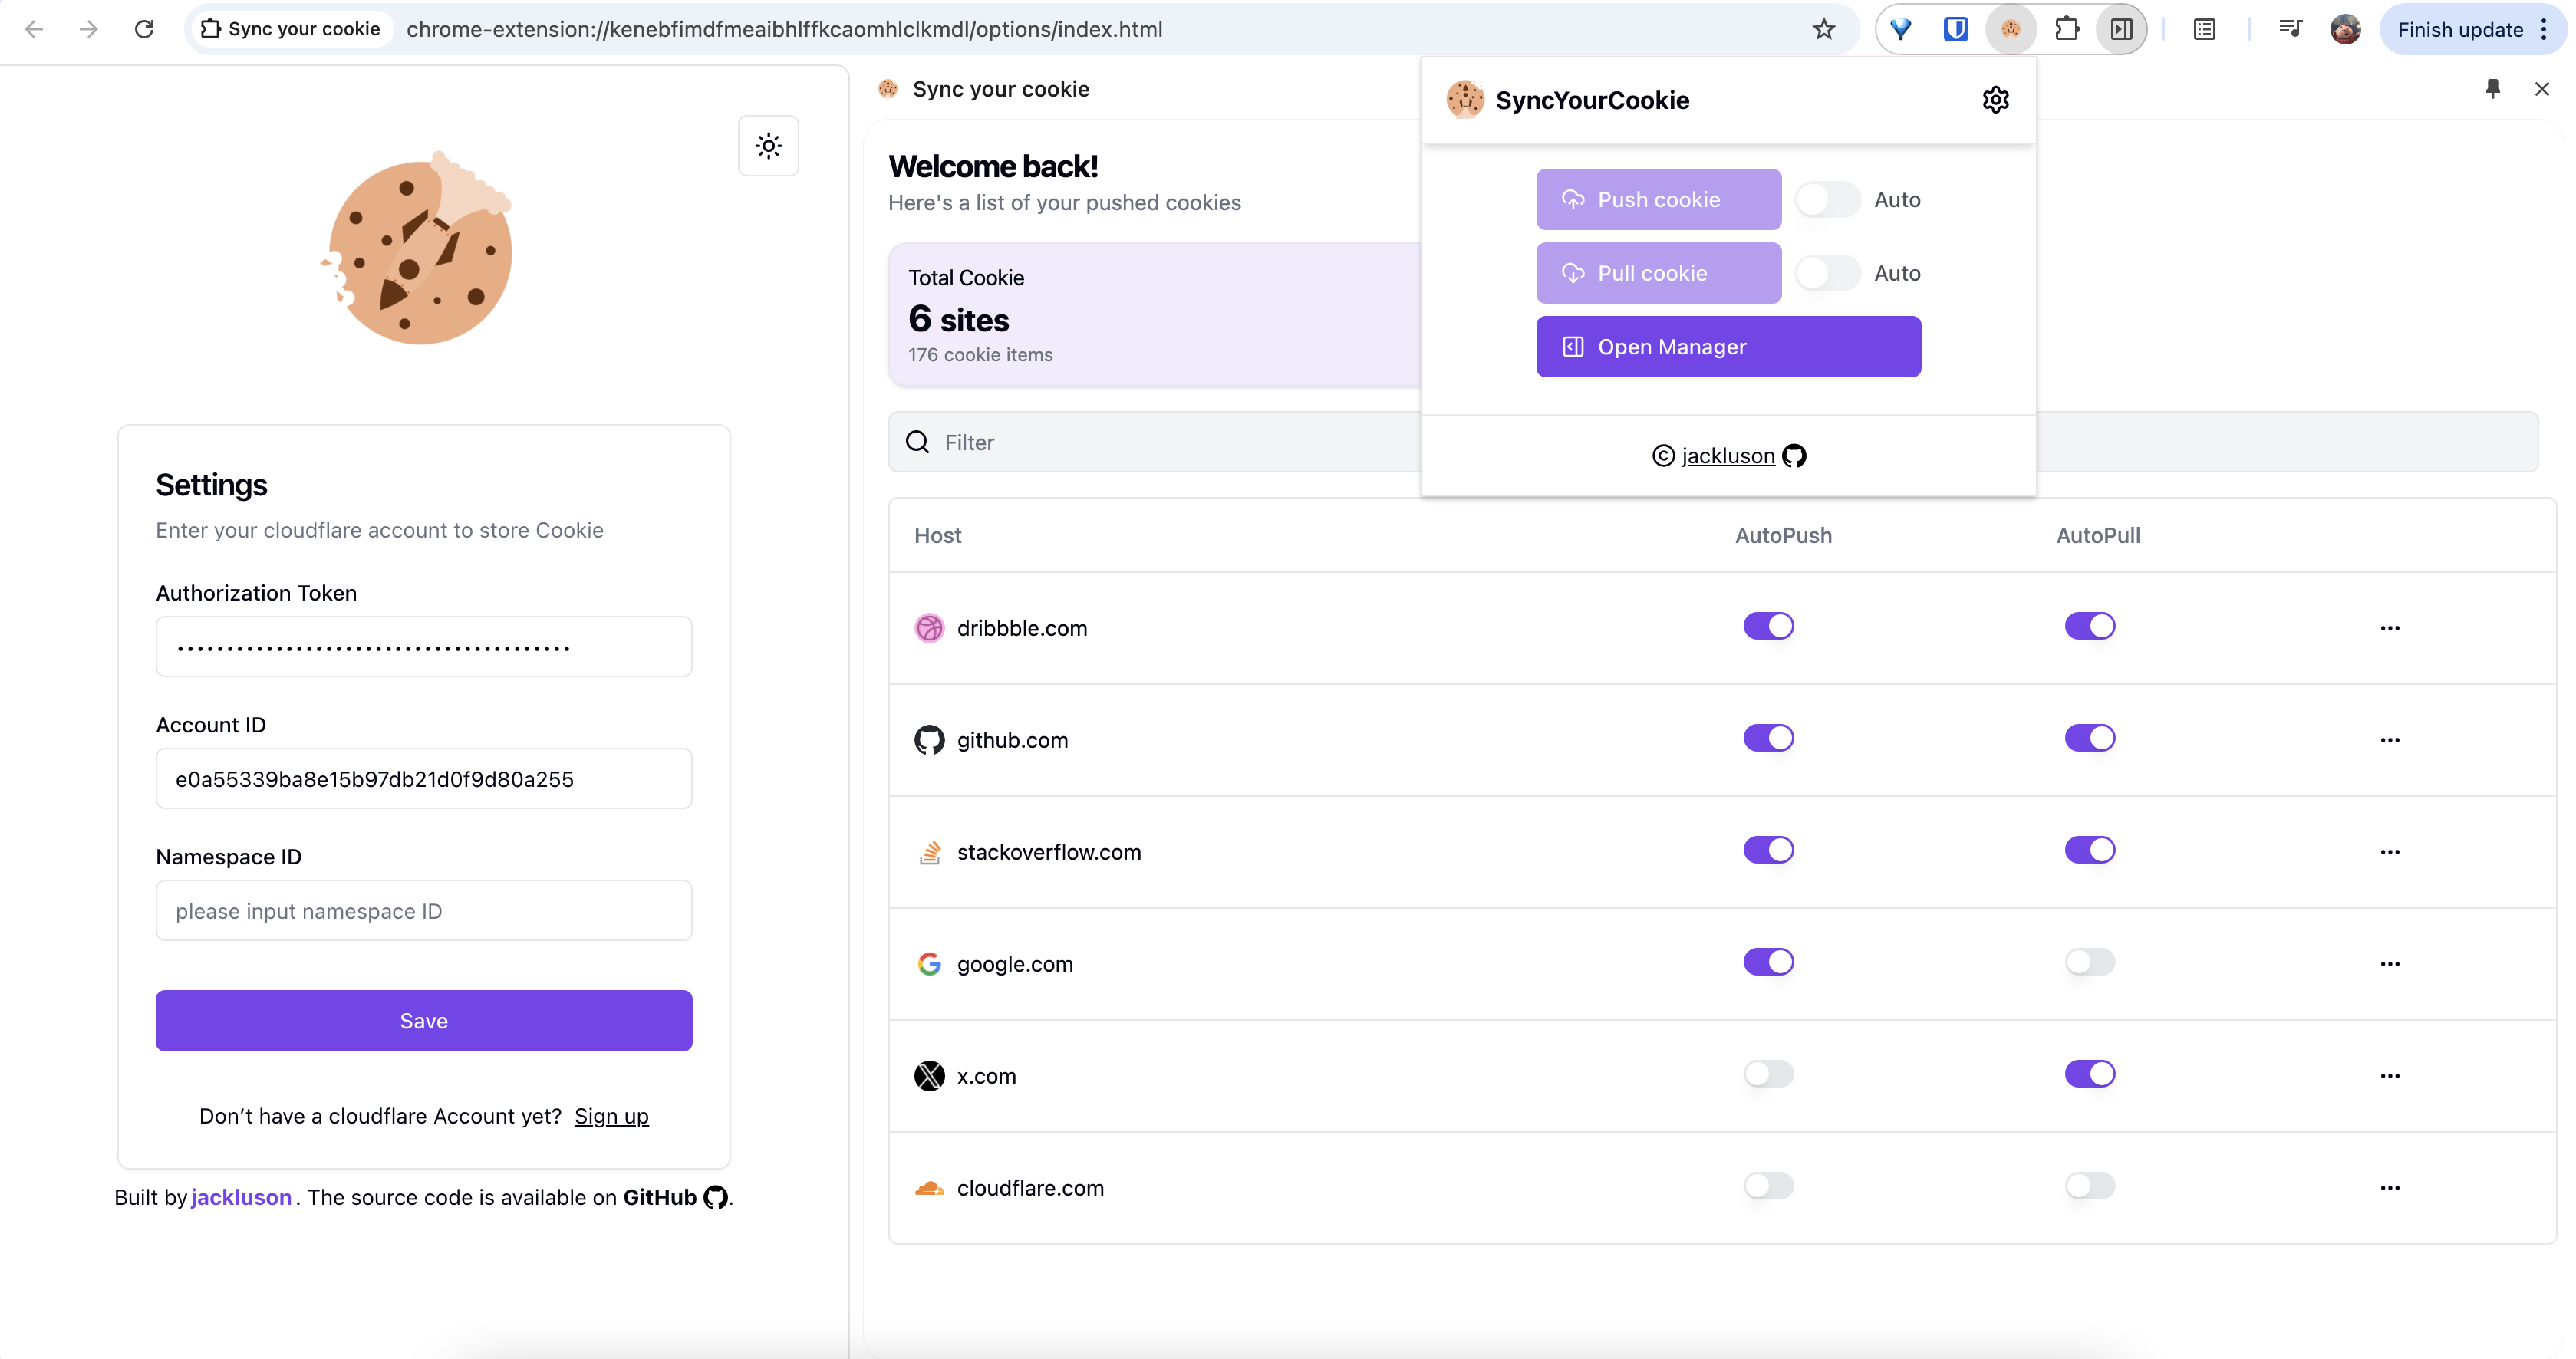 Sync your cookie
chrome-extension://kenebfimdfmeaibhlffkcaomhlclkmdl/options/index.html
Finish update
Settings
Enter your cloudflare account to store Cookie
Authorization Token
••••••••••••••••••••••••••••••••••••••••
Account ID
e0a55339ba8e15b97db21d0f9d80a255
Namespace ID
please input namespace ID
Save
Don’t have a cloudflare Account yet? Sign up
Built by jackluson . The source code is available on GitHub .
Sync your cookie
Welcome back!
Here's a list of your pushed cookies
Total Cookie
6 sites
176 cookie items
Filter
Host AutoPush AutoPull
dribbble.com
github.com
stackoverflow.com
google.com
x.com
cloudflare.com
SyncYourCookie
Push cookie Auto
Pull cookie Auto
Open Manager
© jackluson